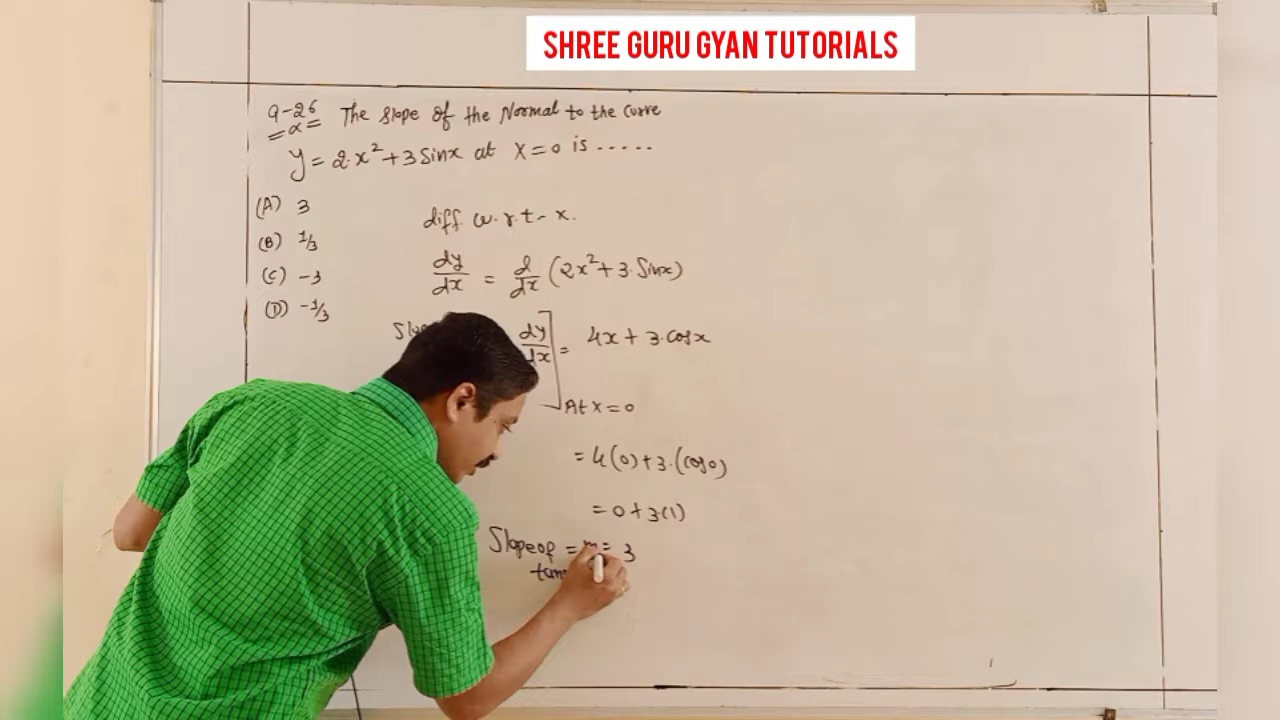 SHREE GURU GYAN TUTORIALS
Q-26 The Slope of the Normal to the curve
y = 2x² + 3 Sinx at x = 0 is .....
(A) 3
(B) 1/3
(C) -3
(D) -1/3
diff. w.r.t- x.
dy/dx = d/dx (2x² + 3. Sinx)
dy/dx] = 4x + 3.cosx
At x = 0
= 4(0) + 3.(cos0)
= 0 + 3(1)
Slope of = m = 3